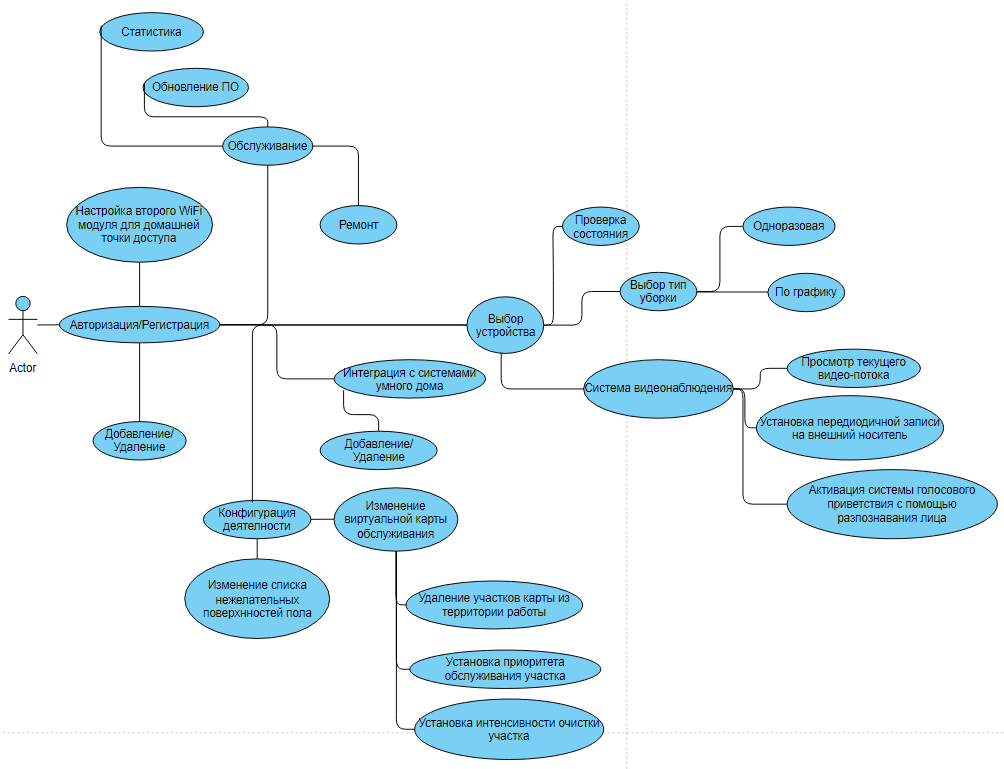 Статистика
Обновление ПО
Обслуживание
Ремонт
Настройка второго WiFi
модуля для домашней
точки доступа
Авторизация/Регистрация
Actor
Добавление/
Удаление
Интеграция с системами
умного дома
Добавление/
Удаление
Выбор
устройства
Проверка
состояния
Выбор тип
уборки
Одноразовая
По графику
Система видеонаблюдения
Просмотр текущего
видео-потока
Установка передиодичной записи
на внешний носитель
Активация системы голосового
приветствия с помощью
разпознавания лица
Конфигурация
деятелности
Изменение
виртуальной карты
обслуживания
Изменение списка
нежелательных
поверхнностей пола
Удаление участков карты из
территории работы
Установка приоритета
обслуживания участка
Установка интенсивности очистки
участка